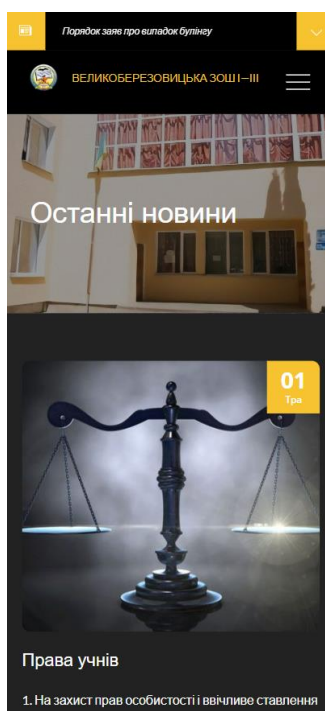 Порядок заяв про випадок булінгу
ВЕЛИКОБЕРЕЗОВИЦЬКА ЗОШ І—ІІІ
Останні новини
01
Тра
Права учнів
1. На захист прав особистості і ввічливе ставлення